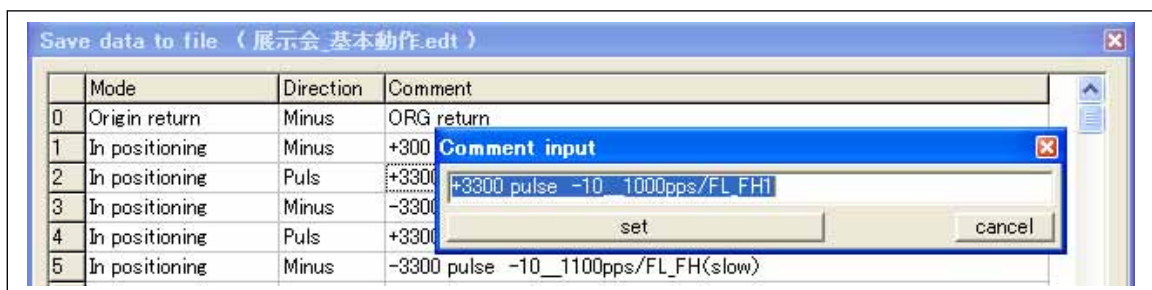 Save data to file （展示会_基本動作.edt ）
Mode Direction Comment
0 Origin return Minus ORG return
1 In positioning Minus +300
Comment input
2 In positioning Puls +3300
+3300 pulse -10__1000pps/FL_FH1
3 In positioning Minus -3300
set cancel
4 In positioning Puls +3300
5 In positioning Minus -3300 pulse -10__1100pps/FL_FH(slow)